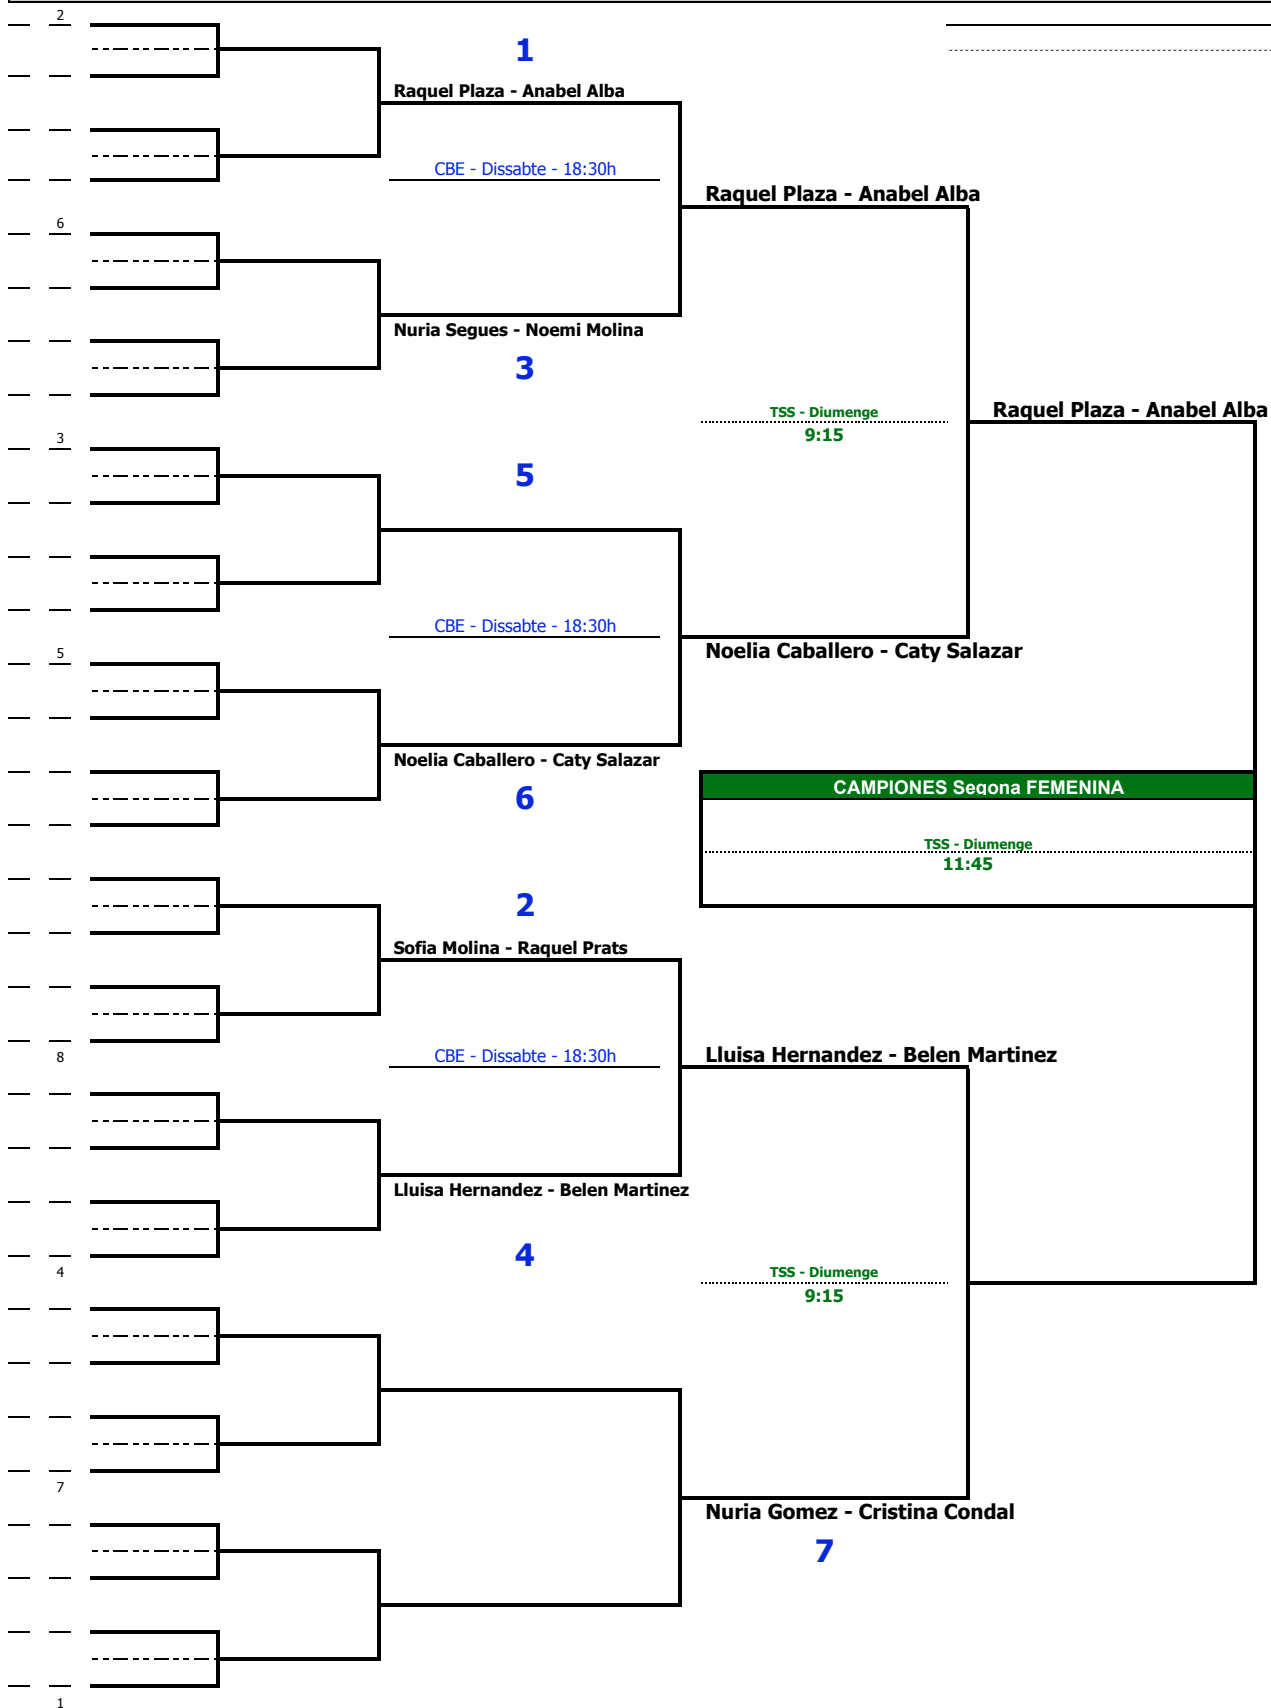 2
1
Raquel Plaza - Anabel Alba
CBE - Dissabte - 18:30h
Raquel Plaza - Anabel Alba
6
Nuria Segues - Noemi Molina
3
TSS - Diumenge
9:15
Raquel Plaza - Anabel Alba
3
5
CBE - Dissabte - 18:30h
Noelia Caballero - Caty Salazar
5
Noelia Caballero - Caty Salazar
6
CAMPIONES Segona FEMENINA
TSS - Diumenge
11:45
2
Sofia Molina - Raquel Prats
CBE - Dissabte - 18:30h
Lluisa Hernandez - Belen Martinez
8
Lluisa Hernandez - Belen Martinez
4
4
TSS - Diumenge
9:15
7
Nuria Gomez - Cristina Condal
7
1